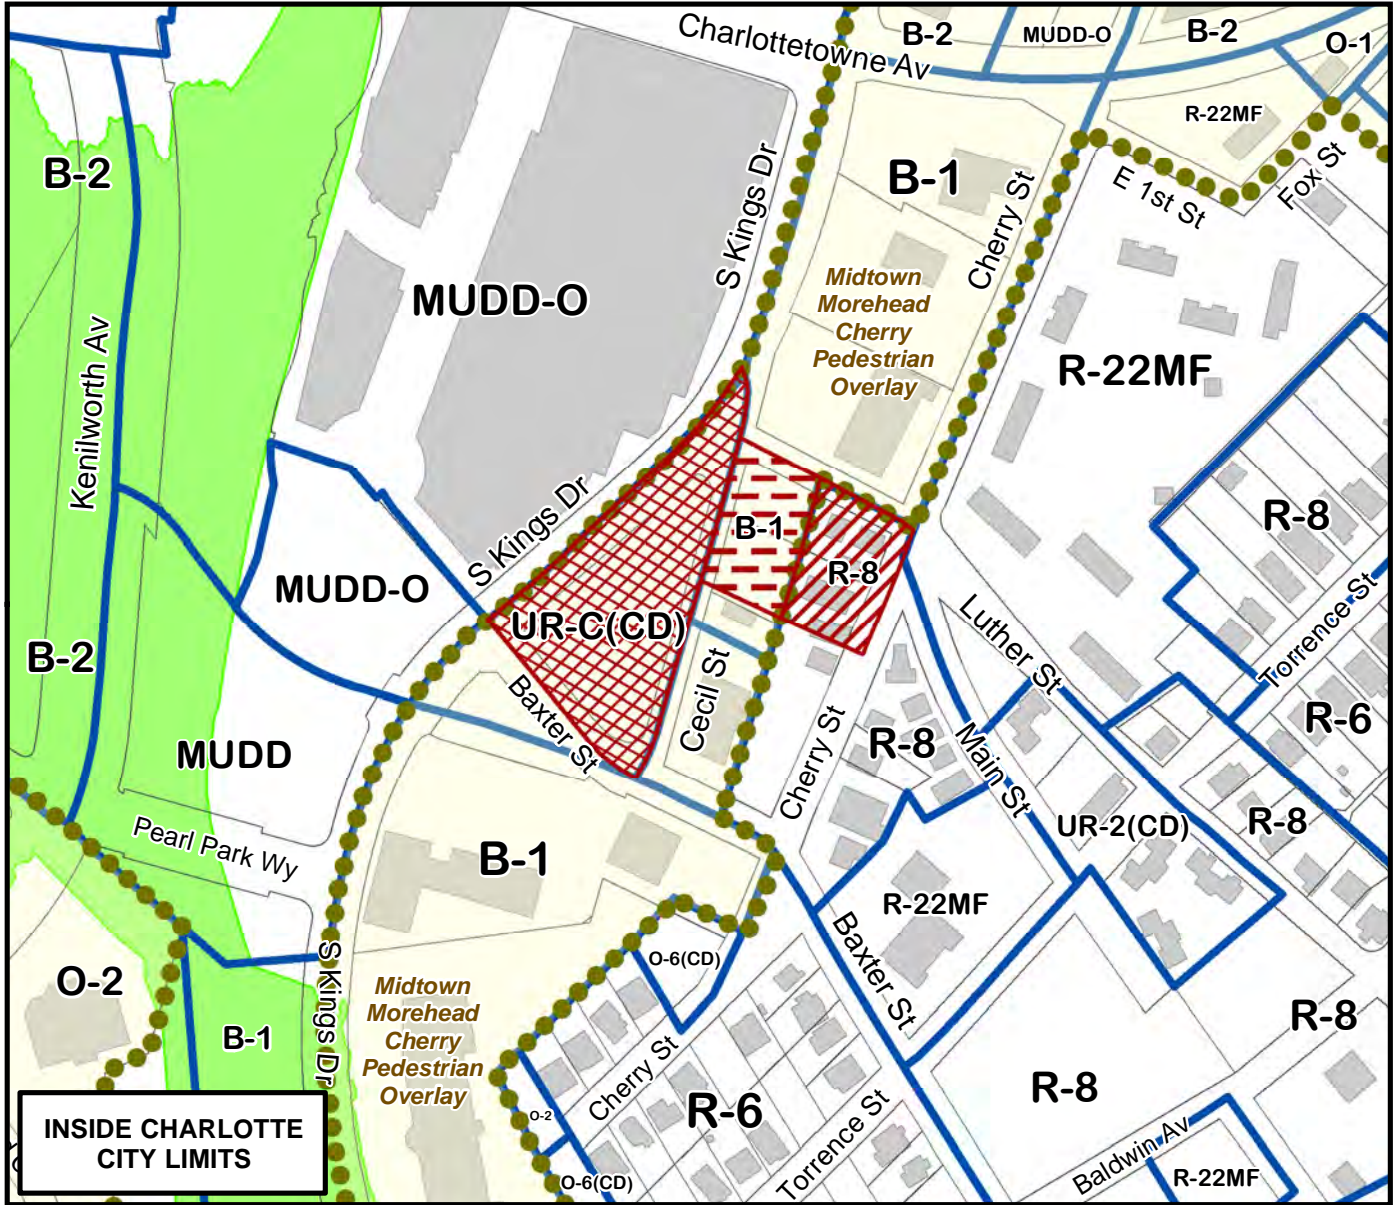 Charlottetowne Av
B-2
MUDD-O
B-2
O-1
R-22MF
B-2
B-1
S Kings Dr
Cherry St
E 1st St
Fox St
Midtown
Morehead
Cherry
Pedestrian
Overlay
MUDD-O
R-22MF
Kenilworth Av
S Kings Dr
B-1
R-8
R-8
MUDD-O
UR-C(CD)
Luther St
Torrence St
B-2
Baxter St
Cecil St
Cherry St
R-8
Main St
R-6
MUDD
UR-2(CD)
R-8
Pearl Park Wy
B-1
R-22MF
Baxter St
O-2
S Kings Dr
O-6(CD)
Midtown
Morehead
Cherry
Pedestrian
Overlay
R-8
B-1
Cherry St
R-6
R-8
O-2
Torrence St
Baldwin Av
O-6(CD)
R-22MF
INSIDE CHARLOTTE
CITY LIMITS